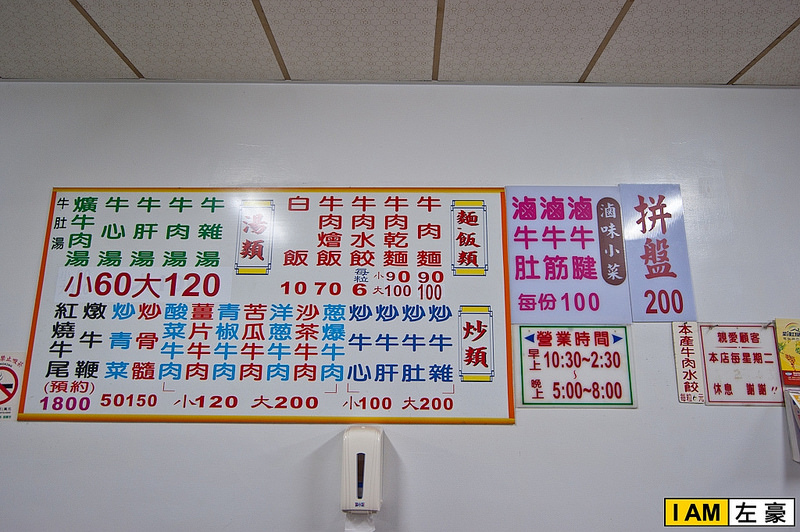 麵飯類
牛肉麵
牛肉乾麵
牛肉水餃
牛肉燴飯
白飯
小90 大100
90 100
每粒6
70
10
湯類
牛雜湯
牛肉湯
牛肝湯
牛心湯
爌牛肉湯
牛肚湯
小60大120
炒類
炒牛雜
炒牛肚
炒牛肝
炒牛心
蔥爆牛肉
沙茶牛肉
洋蔥牛肉
苦瓜牛肉
青椒牛肉
薑片牛肉
酸菜牛肉
炒骨髓
炒青菜
燉牛鞭
紅燒牛尾(預約)
小100 大200
小120 大200
150
50
1800
滷味小菜
滷牛腱
滷牛筋
滷牛肚
每份100
拼盤
200
營業時間
早上 10:30~2:30
晚上 5:00~8:00
本產牛肉水餃
每粒6元
親愛顧客
本店每星期二
休息 謝謝!!
I AM 左豪